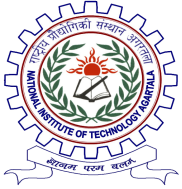 राष्ट्रीय प्रौद्योगिकी संस्थान अगरतला
NATIONAL INSTITUTE OF TECHNOLOGY AGARTALA
ज्ञानम परम बलम